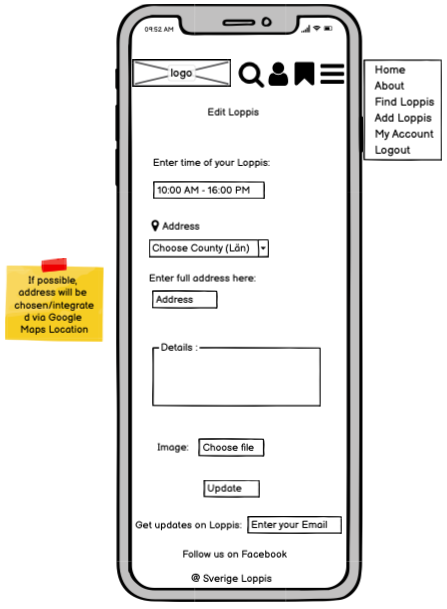 09:52 AM
logo
Home
About
Find Loppis
Add Loppis
My Account
Logout
Edit Loppis
Enter time of your Loppis:
10:00 AM - 16:00 PM
Address
Choose County (Län)
Enter full address here:
Address
If possible,
address will be
chosen/integrate
d via Google
Maps Location
Details :
Image:
Choose file
Update
Get updates on Loppis:
Enter your Email
Follow us on Facebook
@ Sverige Loppis